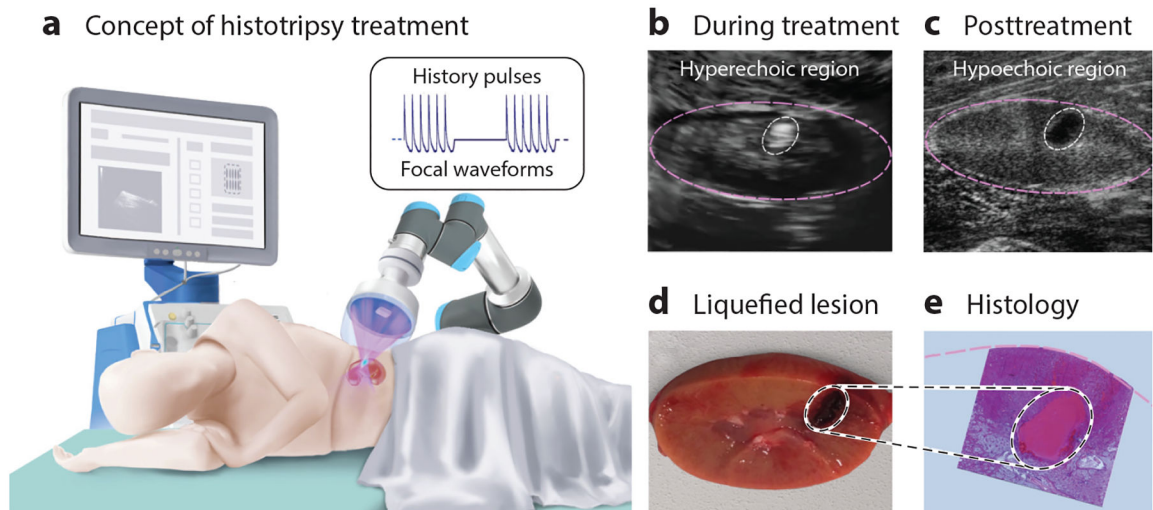 a Concept of histotripsy treatment
History pulses
Focal waveforms
b During treatment
Hyperechoic region
c Posttreatment
Hypoechoic region
d Liquefied lesion
e Histology